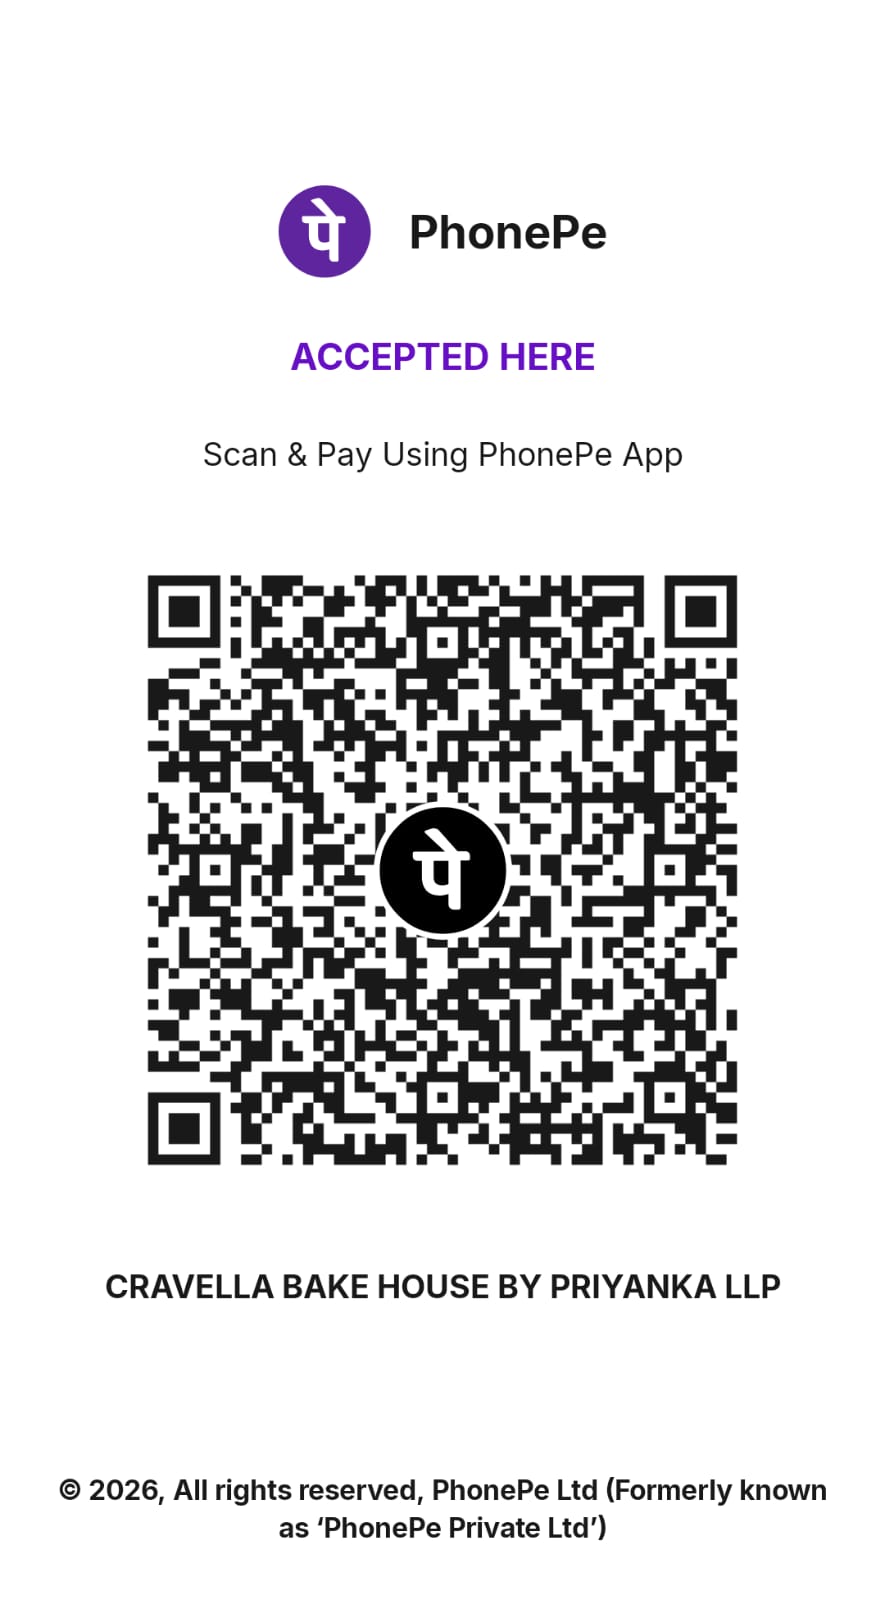 पे PhonePe
ACCEPTED HERE
Scan & Pay Using PhonePe App
पे
CRAVELLA BAKE HOUSE BY PRIYANKA LLP
© 2026, All rights reserved, PhonePe Ltd (Formerly known
as ‘PhonePe Private Ltd’)